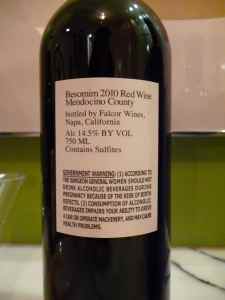 Besomim 2010 Red Wine
Mendocino County
bottled by Falcor Wines,
Napa, California
Alc 14.5% BY VOL
750 ML
Contains Sulfites
GOVERNMENT WARNING: (1) ACCORDING TO
THE SURGEON GENERAL WOMEN SHOULD NOT
DRINK ALCOHOLIC BEVERAGES DURING
PREGNANCY BECAUSE OF THE RISK OF BIRTH
DEFECTS. (2) CONSUMPTION OF ALCOHOLIC
BEVERAGES IMPAIRS YOUR ABILITY TO DRIVE
A CAR OR OPERATE MACHINERY, AND MAY CAUSE
HEALTH PROBLEMS.